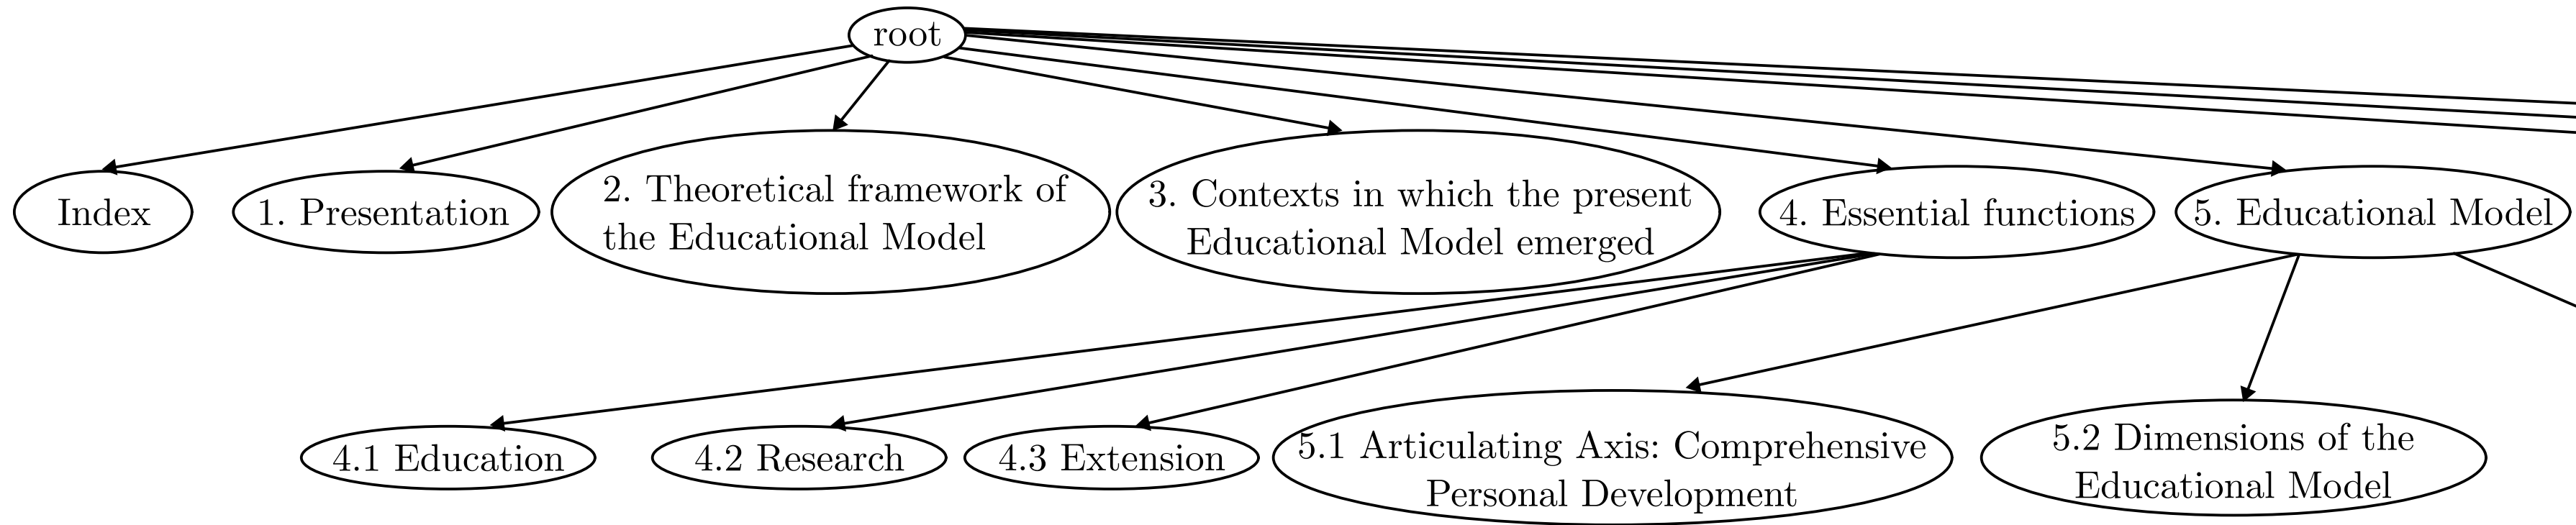 root
Index
1. Presentation
2. Theoretical framework of
the Educational Model
3. Contexts in which the present
Educational Model emerged
4. Essential functions
5. Educational Model
4.1 Education
4.2 Research
4.3 Extension
5.1 Articulating Axis: Comprehensive
Personal Development
5.2 Dimensions of the
Educational Model